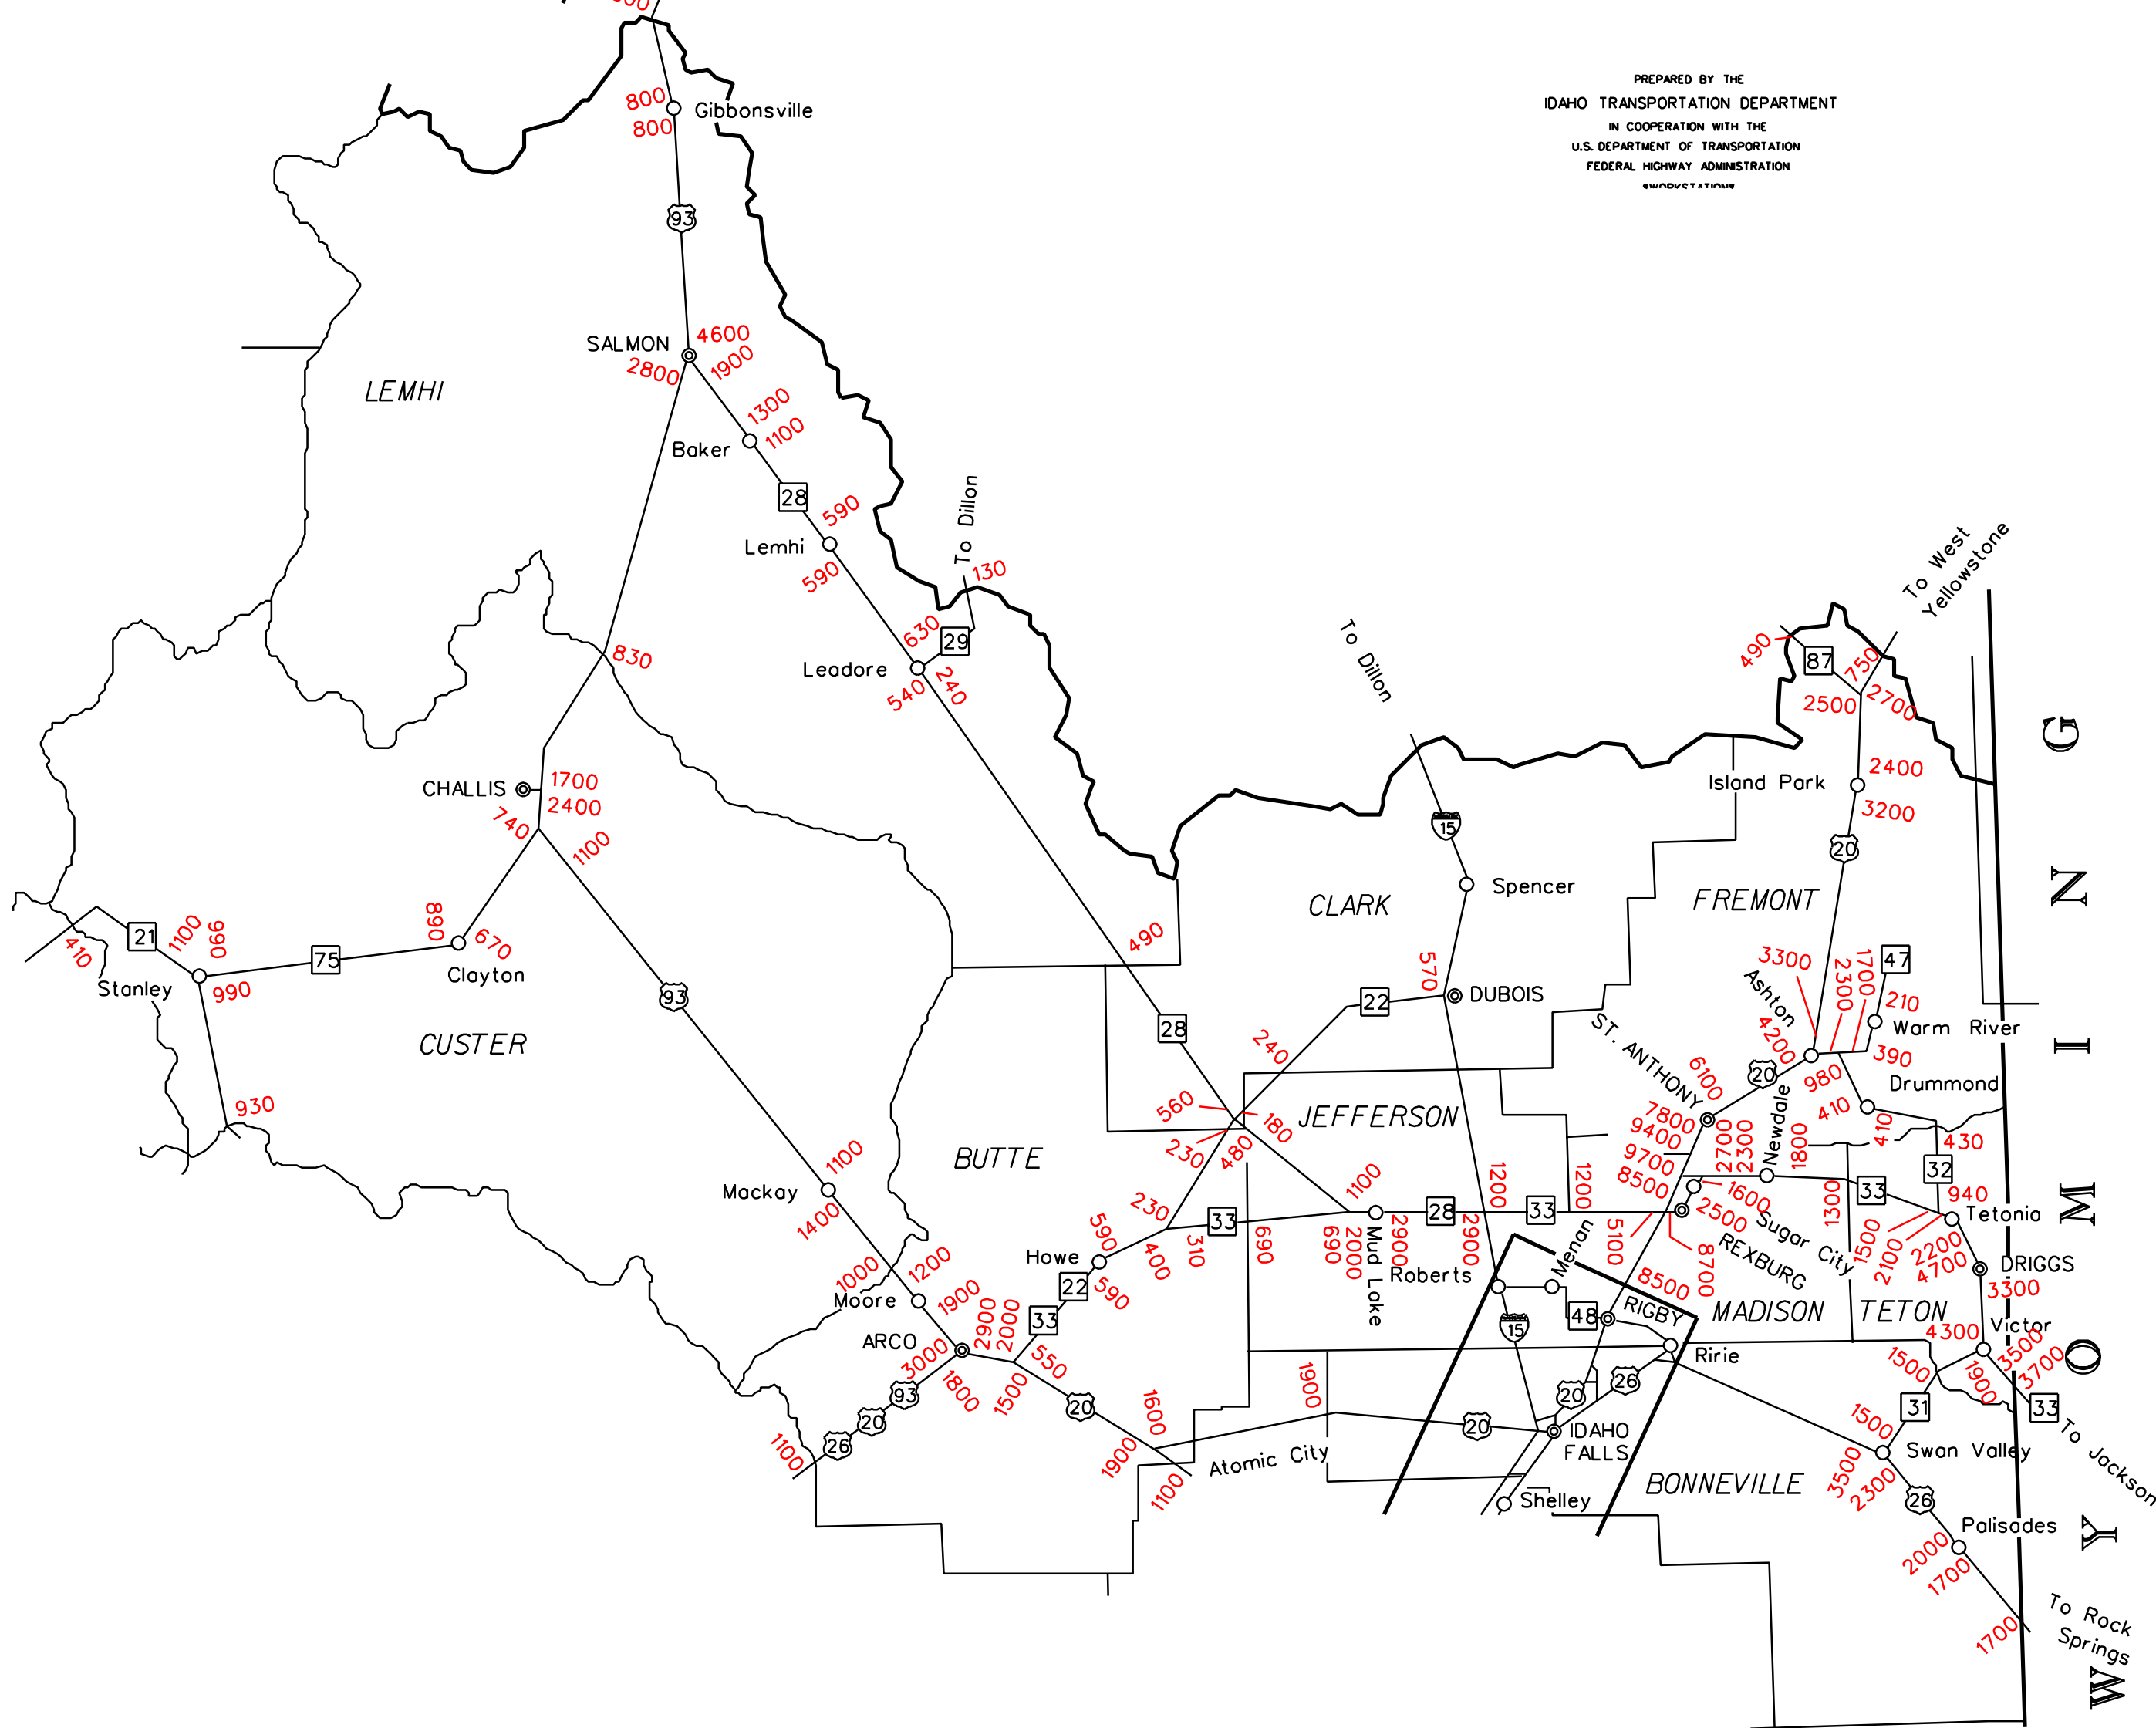 PREPARED BY THE
IDAHO TRANSPORTATION DEPARTMENT
IN COOPERATION WITH THE
U.S. DEPARTMENT OF TRANSPORTATION
FEDERAL HIGHWAY ADMINISTRATION
800
Gibbonsville
800
93
4600
SALMON
2800
1900
LEMHI
1300
Baker
1100
28
590
Lemhi
590
To Dillon
130
630
29
Leadore
540
240
830
To Dillon
To West
Yellowstone
490
87
750
2500
2700
G
CHALLIS
1700
2400
740
1100
Island Park
2400
3200
15
20
N
Spencer
CLARK
FREMONT
410
21
1100
990
890
670
75
Clayton
Stanley
990
93
490
570
22
DUBOIS
3300
2300
1700
47
210
Ashton
Warm River
28
CUSTER
240
ST. ANTHONY
4200
390
I
20
980
Drummond
930
560
180
JEFFERSON
6100
7800
9400
410
410
430
BUTTE
230
480
9700
8500
2700
2300
Newdale
1800
32
1100
Mackay
1400
230
33
1100
28
1200
33
1200
1600
2500
Sugar City
1300
33
940
Tetonia
M
590
Howe
400
310
690
690
2000
Mud Lake
2900
2900
Menan
5100
8700
REXBURG
1500
2100
2200
4700
DRIGGS
1000
1200
22
590
Roberts
8500
3300
Moore
1900
33
48
RIGBY
MADISON
TETON
Victor
ARCO
2900
2000
15
4300
3500
3700
O
3000
550
Ririe
1500
1900
93
1800
1500
20
1600
1900
20
26
31
33
20
26
1100
1900
20
IDAHO
FALLS
1500
Swan Valley
To Jackson
Atomic City
1100
3500
2300
BONNEVILLE
26
Shelley
Palisades
Y
2000
1700
To Rock
Springs
1700
W